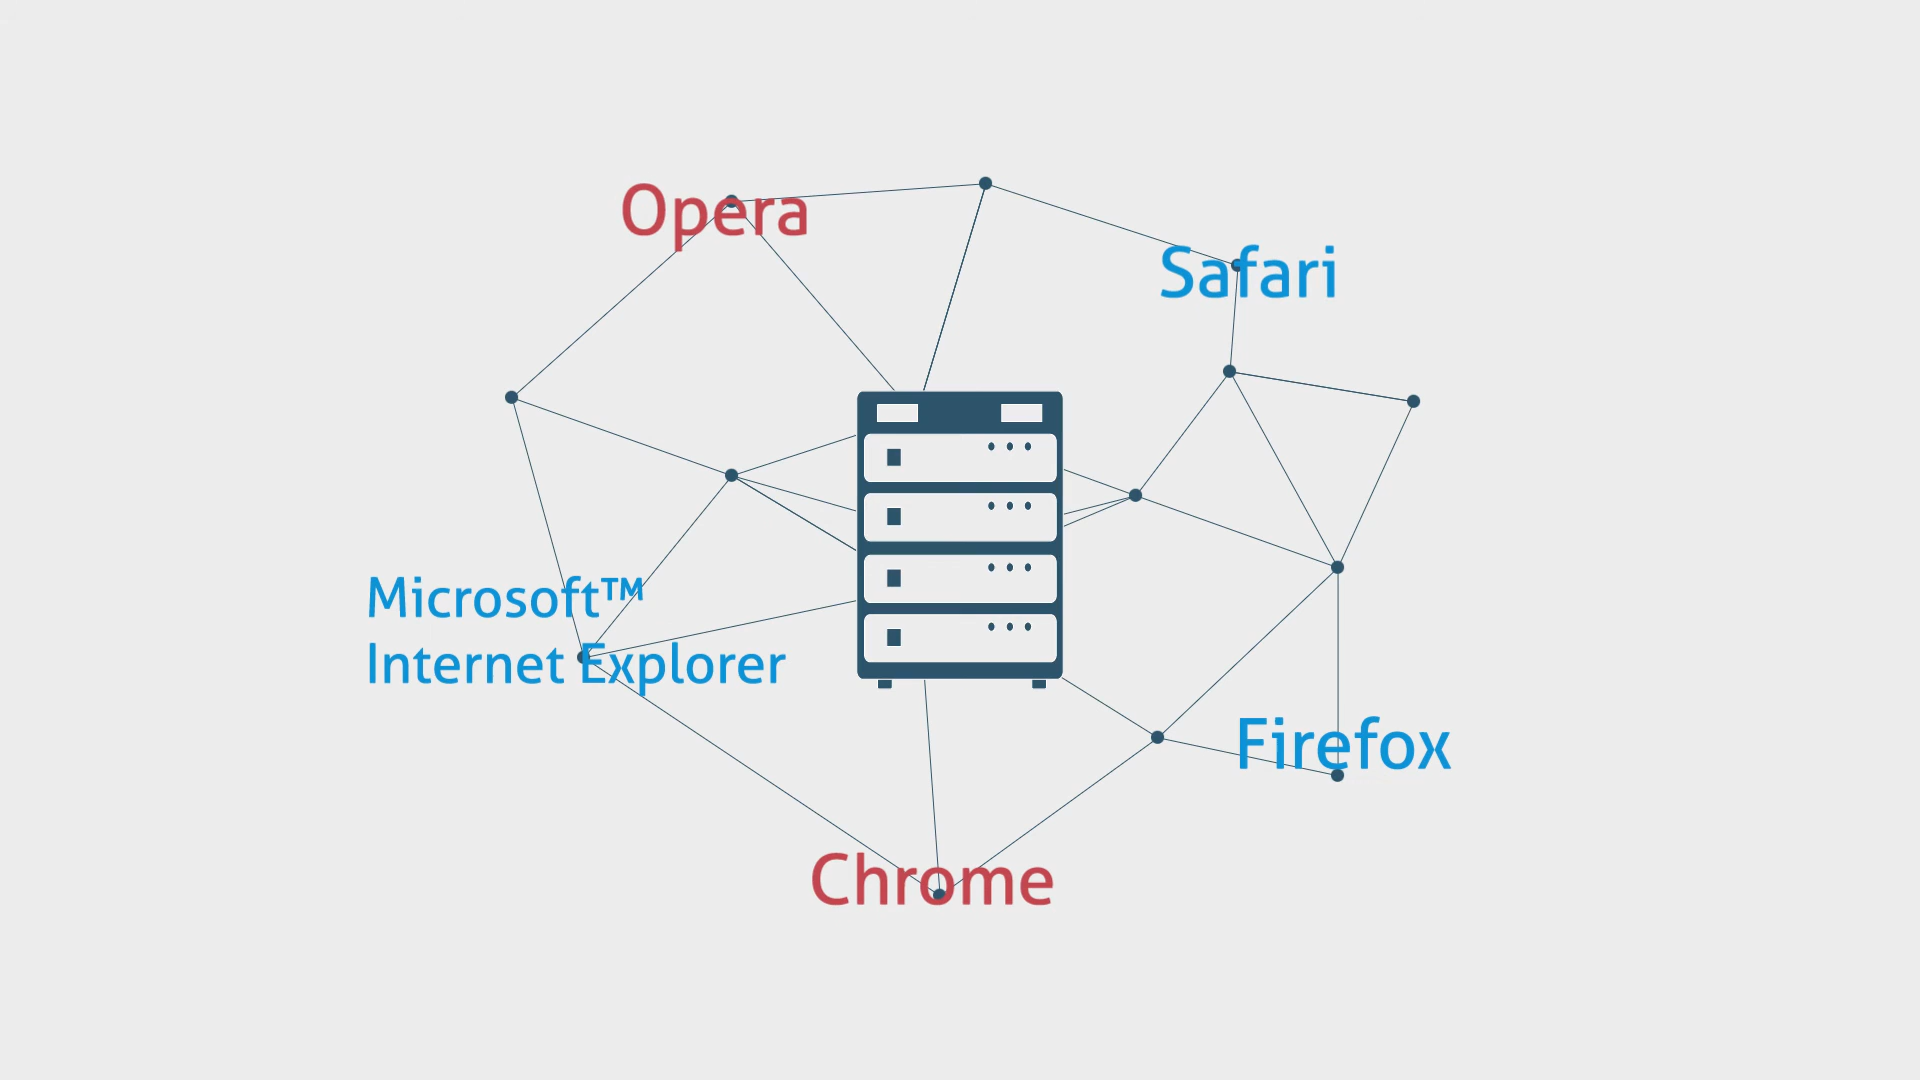 Opera
Safari
Microsoft™
Internet Explorer
Firefox
Chrome